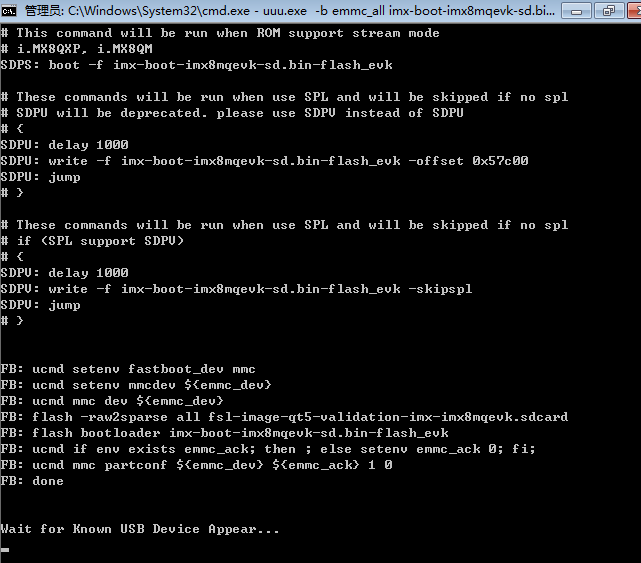 管理员: C:\Windows\System32\cmd.exe - uuu.exe  -b emmc_all imx-boot-imx8mqevk-sd.bi...
# This command will be run when ROM support stream mode
# i.MX8QXP, i.MX8QM
SDPS: boot -f imx-boot-imx8mqevk-sd.bin-flash_evk
# These commands will be run when use SPL and will be skipped if no spl
# SDPU will be deprecated. please use SDPV instead of SDPU
# {
SDPU: delay 1000
SDPU: write -f imx-boot-imx8mqevk-sd.bin-flash_evk -offset 0x57c00
SDPU: jump
# }
# These commands will be run when use SPL and will be skipped if no spl
# if (SPL support SDPV)
# {
SDPV: delay 1000
SDPV: write -f imx-boot-imx8mqevk-sd.bin-flash_evk -skipspl
SDPV: jump
# }
FB: ucmd setenv fastboot_dev mmc
FB: ucmd setenv mmcdev ${emmc_dev}
FB: ucmd mmc dev ${emmc_dev}
FB: flash -raw2sparse all fsl-image-qt5-validation-imx-imx8mqevk.sdcard
FB: flash bootloader imx-boot-imx8mqevk-sd.bin-flash_evk
FB: ucmd if env exists emmc_ack; then ; else setenv emmc_ack 0; fi;
FB: ucmd mmc partconf ${emmc_dev} ${emmc_ack} 1 0
FB: done
Wait for Known USB Device Appear...